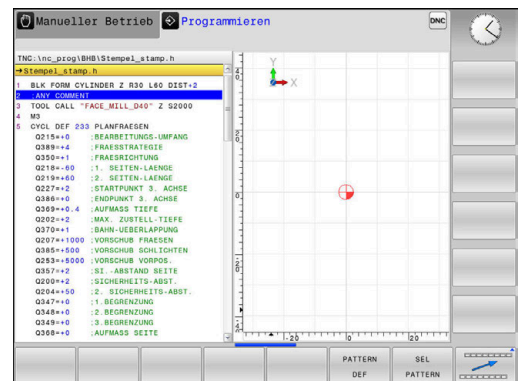 Manueller Betrieb
Programmieren
DNC
TNC:\nc_prog\BHB\Stempel_stamp.h
→Stempel_stamp.h
1 BLK FORM CYLINDER Z R30 L60 DIST+2
2 ;ANY COMMENT
3 TOOL CALL "FACE_MILL_D40" Z S2000
4 M3
5 CYCL DEF 233 PLANFRAESEN
Q215=+0 ;BEARBEITUNGS-UMFANG
Q389=+4 ;FRAESSTRATEGIE
Q350=+1 ;FRAESRICHTUNG
Q218=-60 ;1. SEITEN-LAENGE
Q219=+60 ;2. SEITEN-LAENGE
Q227=+2 ;STARTPUNKT 3. ACHSE
Q386=+0 ;ENDPUNKT 3. ACHSE
Q369=+0.4 ;AUFMASS TIEFE
Q202=+2 ;MAX. ZUSTELL-TIEFE
Q370=+1 ;BAHN-UEBERLAPPUNG
Q207=+1000 ;VORSCHUB FRAESEN
Q385=+500 ;VORSCHUB SCHLICHTEN
Q253=+5000 ;VORSCHUB VORPOS.
Q357=+2 ;SI.-ABSTAND SEITE
Q200=+2 ;SICHERHEITS-ABST.
Q204=+50 ;2. SICHERHEITS-ABST.
Q347=+0 ;1.BEGRENZUNG
Q348=+0 ;2.BEGRENZUNG
Q349=+0 ;3.BEGRENZUNG
Q368=+0 ;AUFMASS SEITE
Y
X
-20
0
20
PATTERN
DEF
SEL
PATTERN